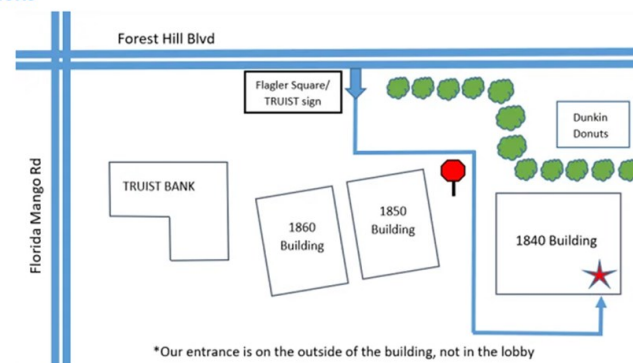 Forest Hill Blvd
Flagler Square/
TRUIST sign
Dunkin
Donuts
Florida Mango Rd
TRUIST BANK
1860
Building
1850
Building
1840 Building
*Our entrance is on the outside of the building, not in the lobby